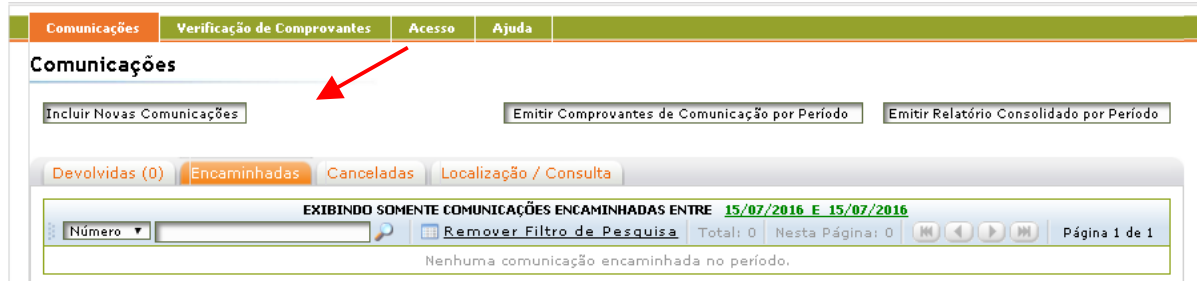 Comunicações Verificação de Comprovantes Acesso Ajuda
Comunicações
Incluir Novas Comunicações Emitir Comprovantes de Comunicação por Período Emitir Relatório Consolidado por Período
Devolvidas (0) Encaminhadas Canceladas Localização / Consulta
EXIBINDO SOMENTE COMUNICAÇÕES ENCAMINHADAS ENTRE 15/07/2016 E 15/07/2016
Número Remover Filtro de Pesquisa Total: 0 Nesta Página: 0 Página 1 de 1
Nenhuma comunicação encaminhada no período.